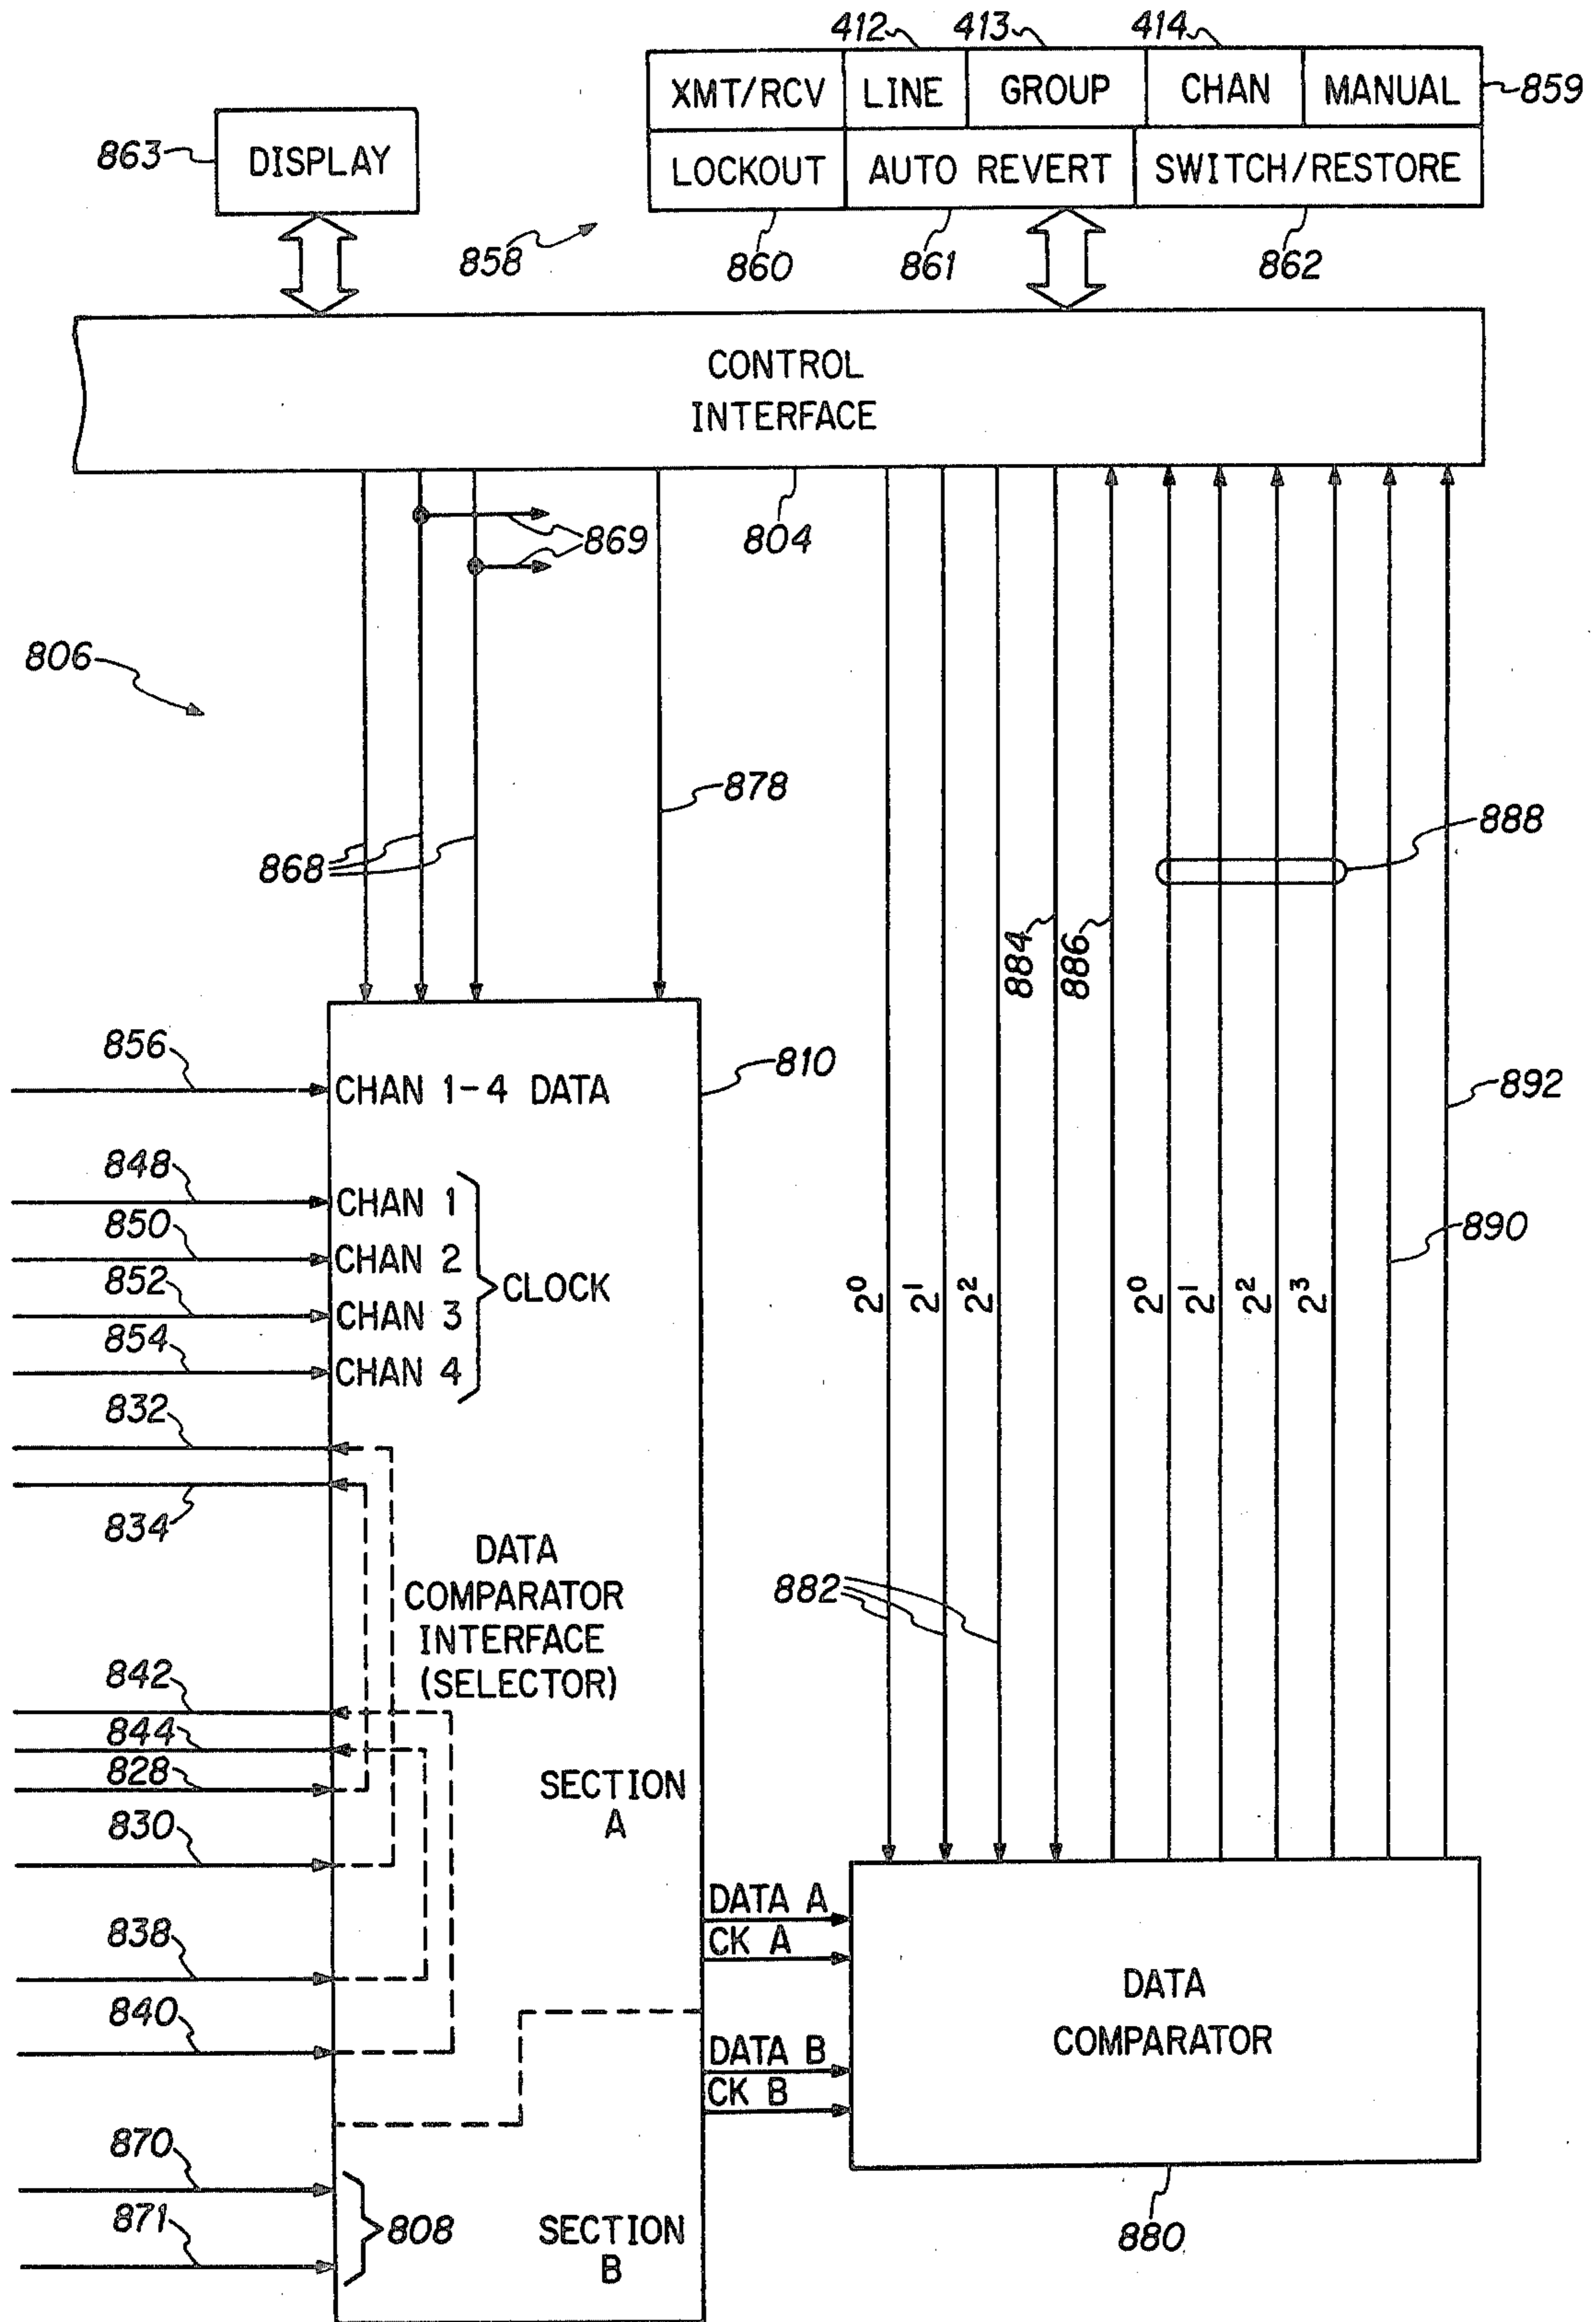 412 413 414
XMT/RCV LINE GROUP CHAN MANUAL 859
863 DISPLAY LOCKOUT AUTO REVERT SWITCH/RESTORE
858 860 861 862
CONTROL
INTERFACE
869 804
806
878
868 888
884 886
856 CHAN 1-4 DATA 810 892
848 CHAN 1
850 CHAN 2 890
CLOCK
852 CHAN 3 2⁰ 2¹ 2² 2⁰ 2¹ 2² 2³
854 CHAN 4
832
834
DATA
COMPARATOR 882
INTERFACE
(SELECTOR)
842
844
828 SECTION
830 A
DATA A
838 CK A
DATA
840 DATA B COMPARATOR
CK B
870
871 808 SECTION 880
B